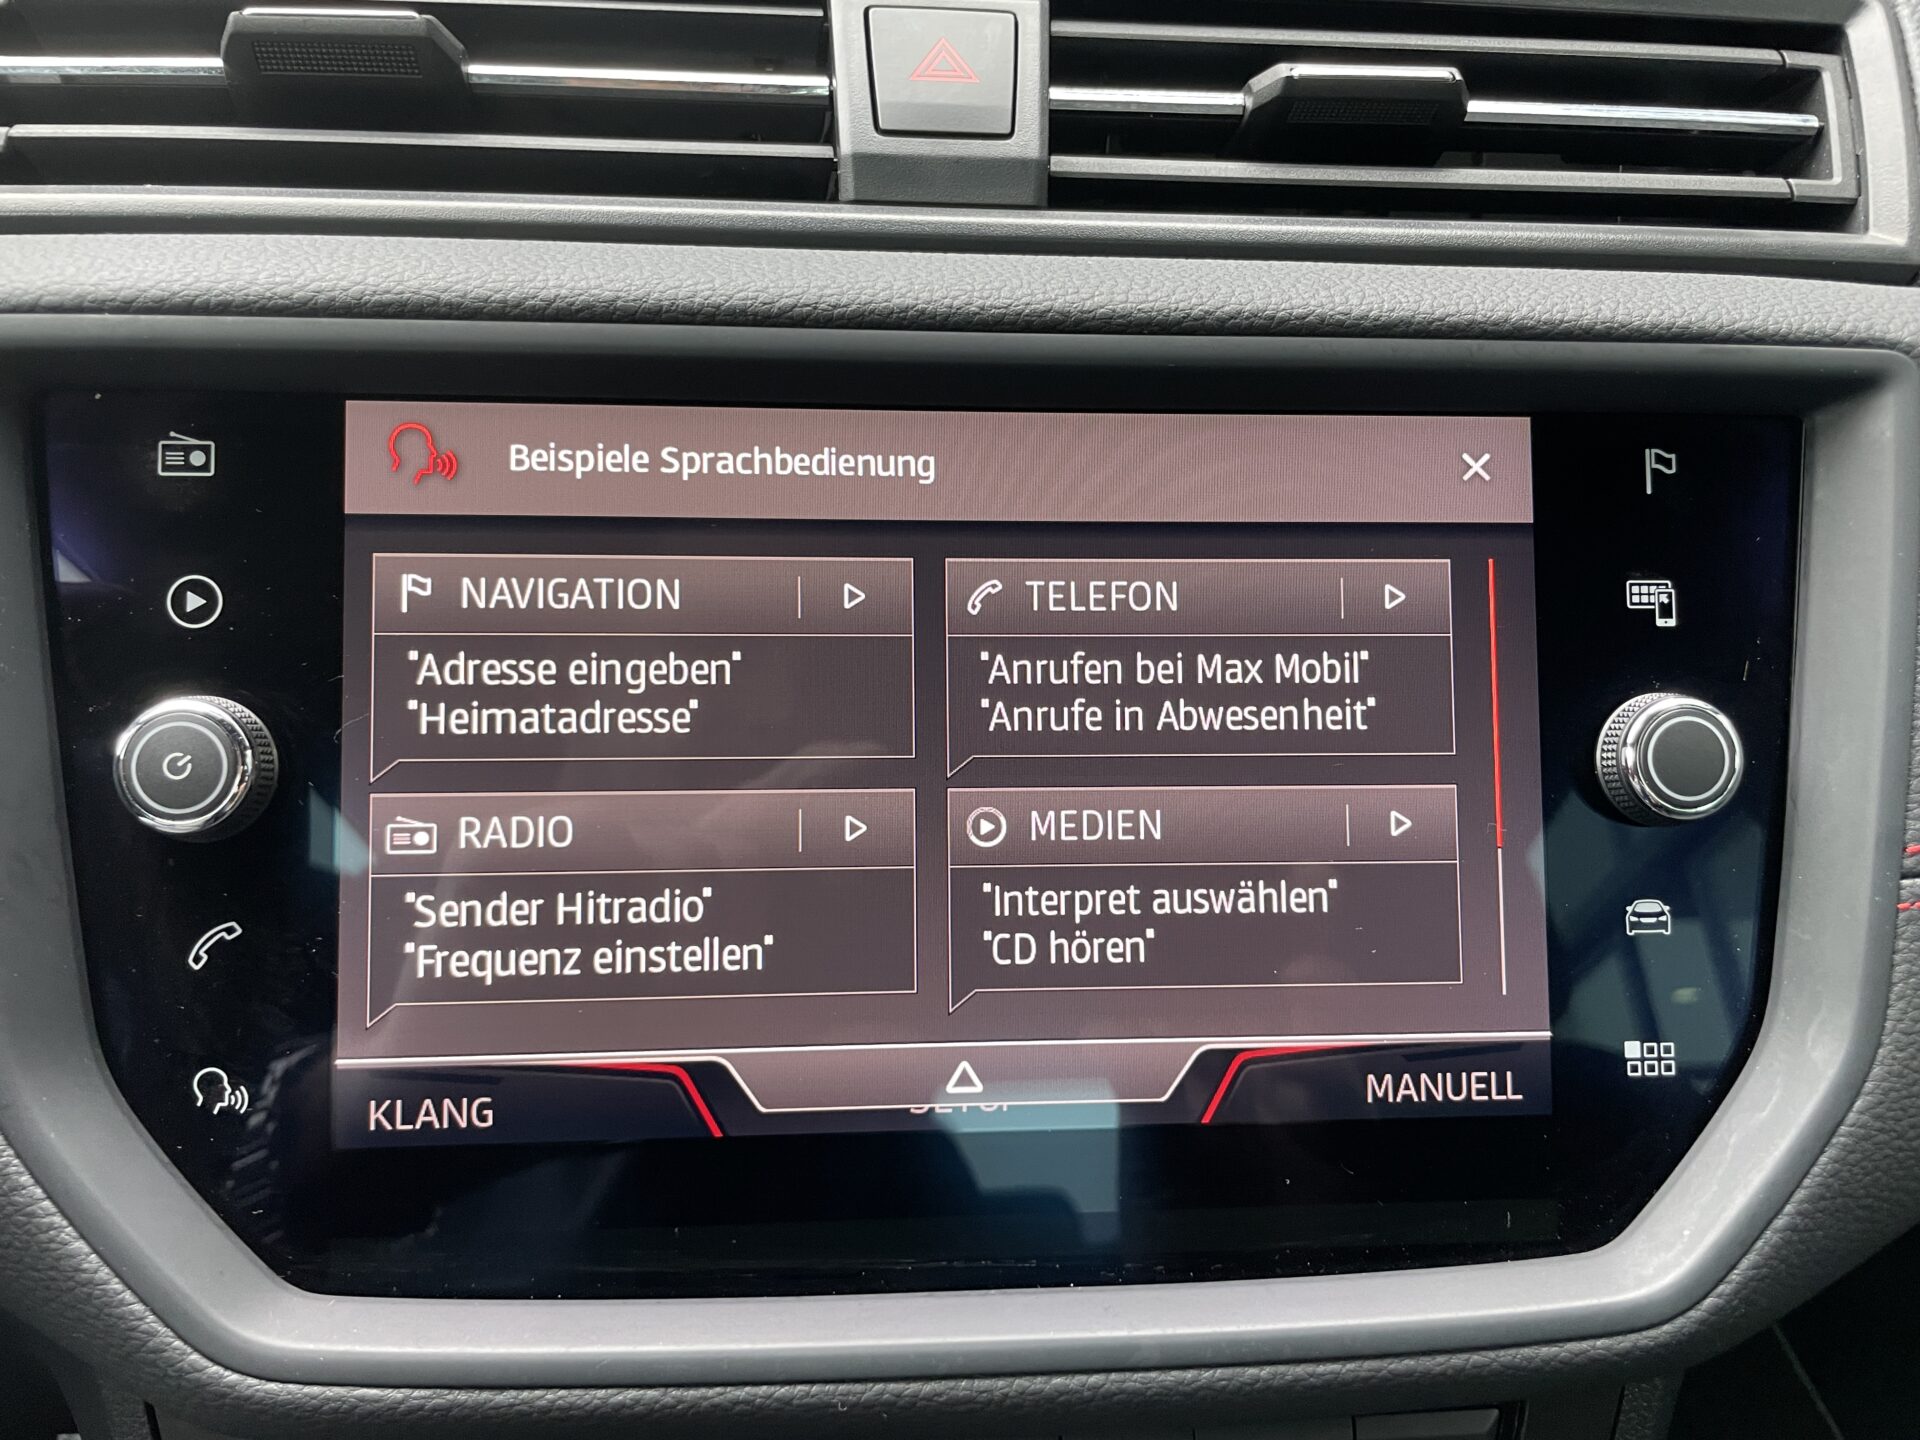 Beispiele Sprachbedienung
NAVIGATION
"Adresse eingeben"
"Heimatadresse"
TELEFON
"Anrufen bei Max Mobil"
"Anrufe in Abwesenheit"
RADIO
"Sender Hitradio"
"Frequenz einstellen"
MEDIEN
"Interpret auswählen"
"CD hören"
KLANG
MANUELL